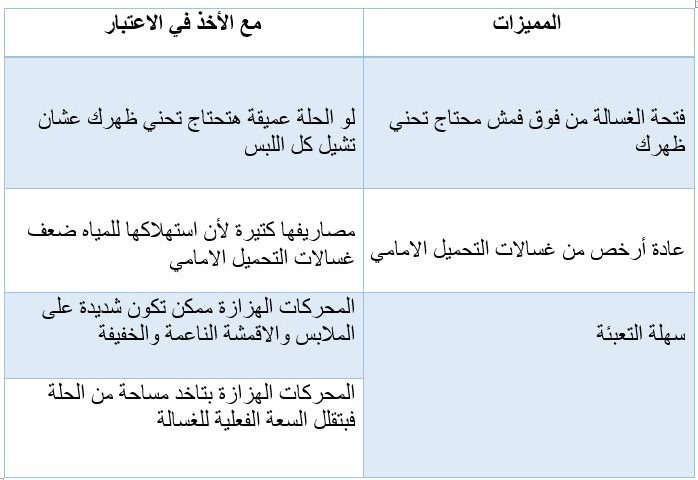 المميزات
مع الأخذ في الاعتبار
فتحة الغسالة من فوق فمش محتاج تحني
ظهرك
لو الحلة عميقة هتحتاج تحني ظهرك عشان
تشيل كل اللبس
عادة أرخص من غسالات التحميل الامامي
مصاريفها كتيرة لأن استهلاكها للمياه ضعف
غسالات التحميل الأمامي
سهلة التعبئة
المحركات الهزازة ممكن تكون شديدة على
الملابس والاقمشة الناعمة والخفيفة
المحركات الهزازة بتاخد مساحة من الحلة
فبتقلل السعة الفعلية للغسالة